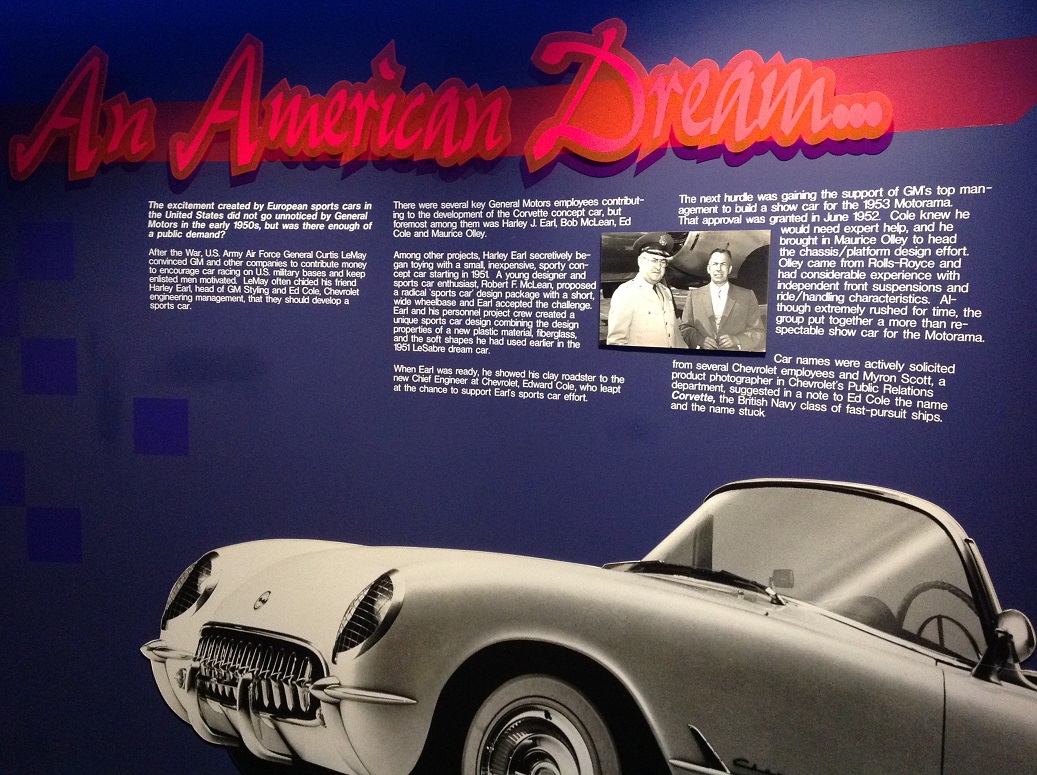 An American Dream...
The excitement created by European sports cars in
the United States did not go unnoticed by General
Motors in the early 1950s, but was there enough of
a public demand?
After the War, U.S. Army Air Force General Curtis LeMay
convinced GM and other companies to contribute money
to encourage car racing on U.S. military bases and keep
enlisted men motivated. LeMay often chided his friend
Harley Earl, head of GM Styling and Ed Cole, Chevrolet
engineering management, that they should develop a
sports car.
There were several key General Motors employees contribut-
ing to the development of the Corvette concept car, but
foremost among them was Harley J. Earl, Bob McLean, Ed
Cole and Maurice Olley.
Among other projects, Harley Earl secretively be-
gan toying with a small, inexpensive, sporty con-
cept car starting in 1951. A young designer and
sports car enthusiast, Robert F. McLean, proposed
a radical 'sports car' design package with a short,
wide wheelbase and Earl accepted the challenge.
Earl and his personnel project crew created a
unique sports car design combining the design
properties of a new plastic material, fiberglass,
and the soft shapes he had used earlier in the
1951 LeSabre dream car.
When Earl was ready, he showed his clay roadster to the
new Chief Engineer at Chevrolet, Edward Cole, who leapt
at the chance to support Earl's sports car effort.
The next hurdle was gaining the support of GM's top man-
agement to build a show car for the 1953 Motorama.
That approval was granted in June 1952. Cole knew he
would need expert help, and he
brought in Maurice Olley to head
the chassis/platform design effort.
Olley came from Rolls-Royce and
had considerable experience with
independent front suspensions and
ride/handling characteristics. Al-
though extremely rushed for time, the
group put together a more than re-
spectable show car for the Motorama.
Car names were actively solicited
from several Chevrolet employees and Myron Scott, a
product photographer in Chevrolet's Public Relations
department, suggested in a note to Ed Cole the name
Corvette, the British Navy class of fast-pursuit ships.
and the name stuck